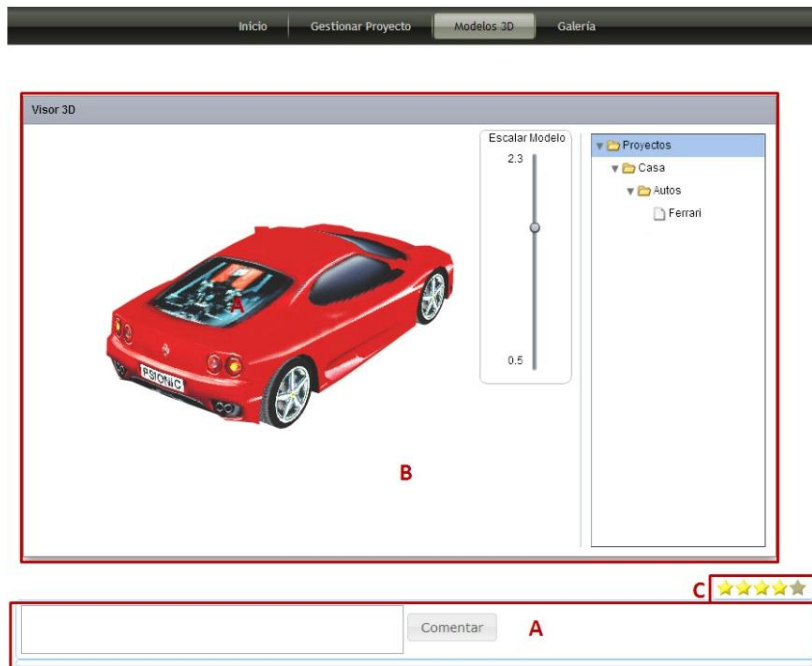 Inicio Gestionar Proyecto Modelos 3D Galería
Visor 3D
Escalar Modelo
2.3
0.5
Proyectos
Casa
Autos
Ferrari
A
PSIONIC
B
C
Comentar A